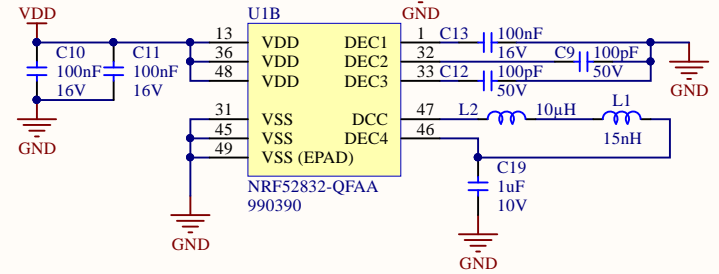 VDD
U1B
GND
C10
100nF
16V
C11
100nF
16V
GND
13
VDD
36
VDD
48
VDD
31
VSS
45
VSS
49
VSS (EPAD)
DEC1
1
DEC2
32
DEC3
33
DCC
47
DEC4
46
C13
100nF
16V
C9
100pF
50V
C12
100pF
50V
GND
L2
10µH
L1
15nH
C19
1uF
10V
GND
NRF52832-QFAA
990390
GND